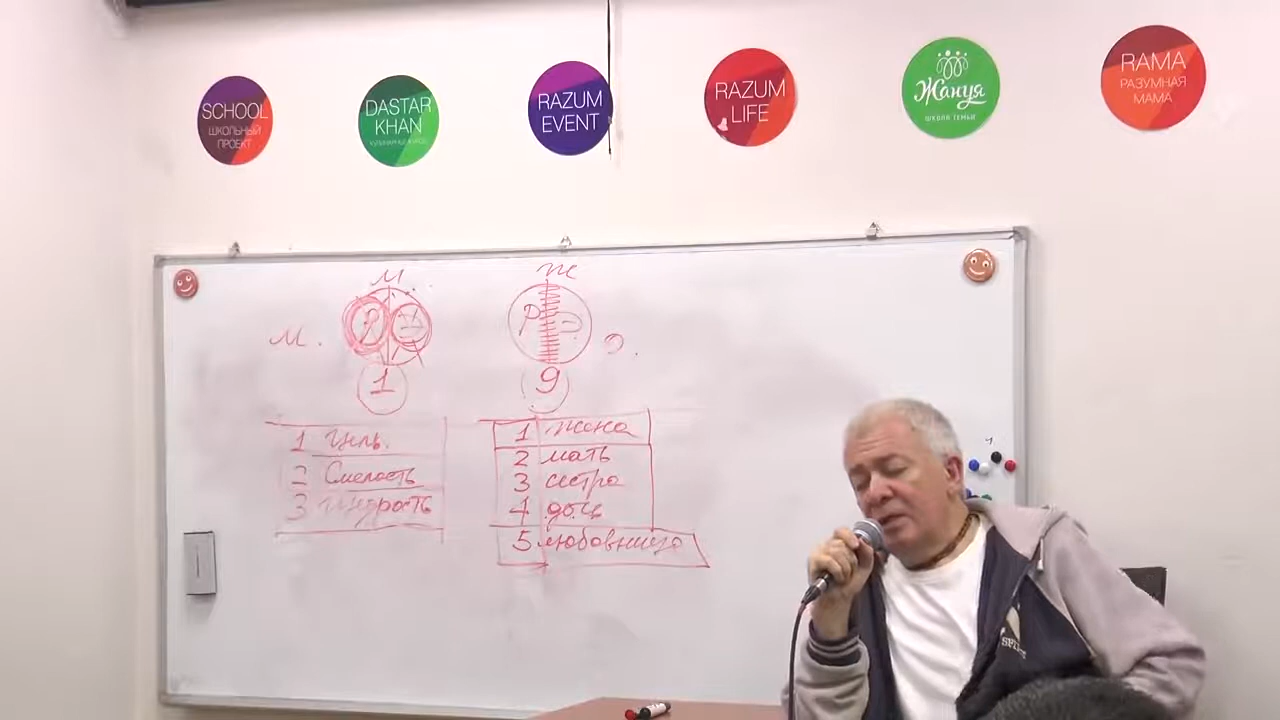 SCHOOL
ШКОЛЬНЫЙ
ПРОЕКТ
DASTAR
KHAN
RAZUM
EVENT
RAZUM
LIFE
Жануя
ШКОЛА СЕМЬИ
RAMA
РАЗУМНАЯ
МАМА
М
Ж
М.
Р
Р
Э.
1
9
1 Цель.
2 Смелость
3 Щедрость
1 жена
2 мать
3 сестра
4 дочь
5 любовница